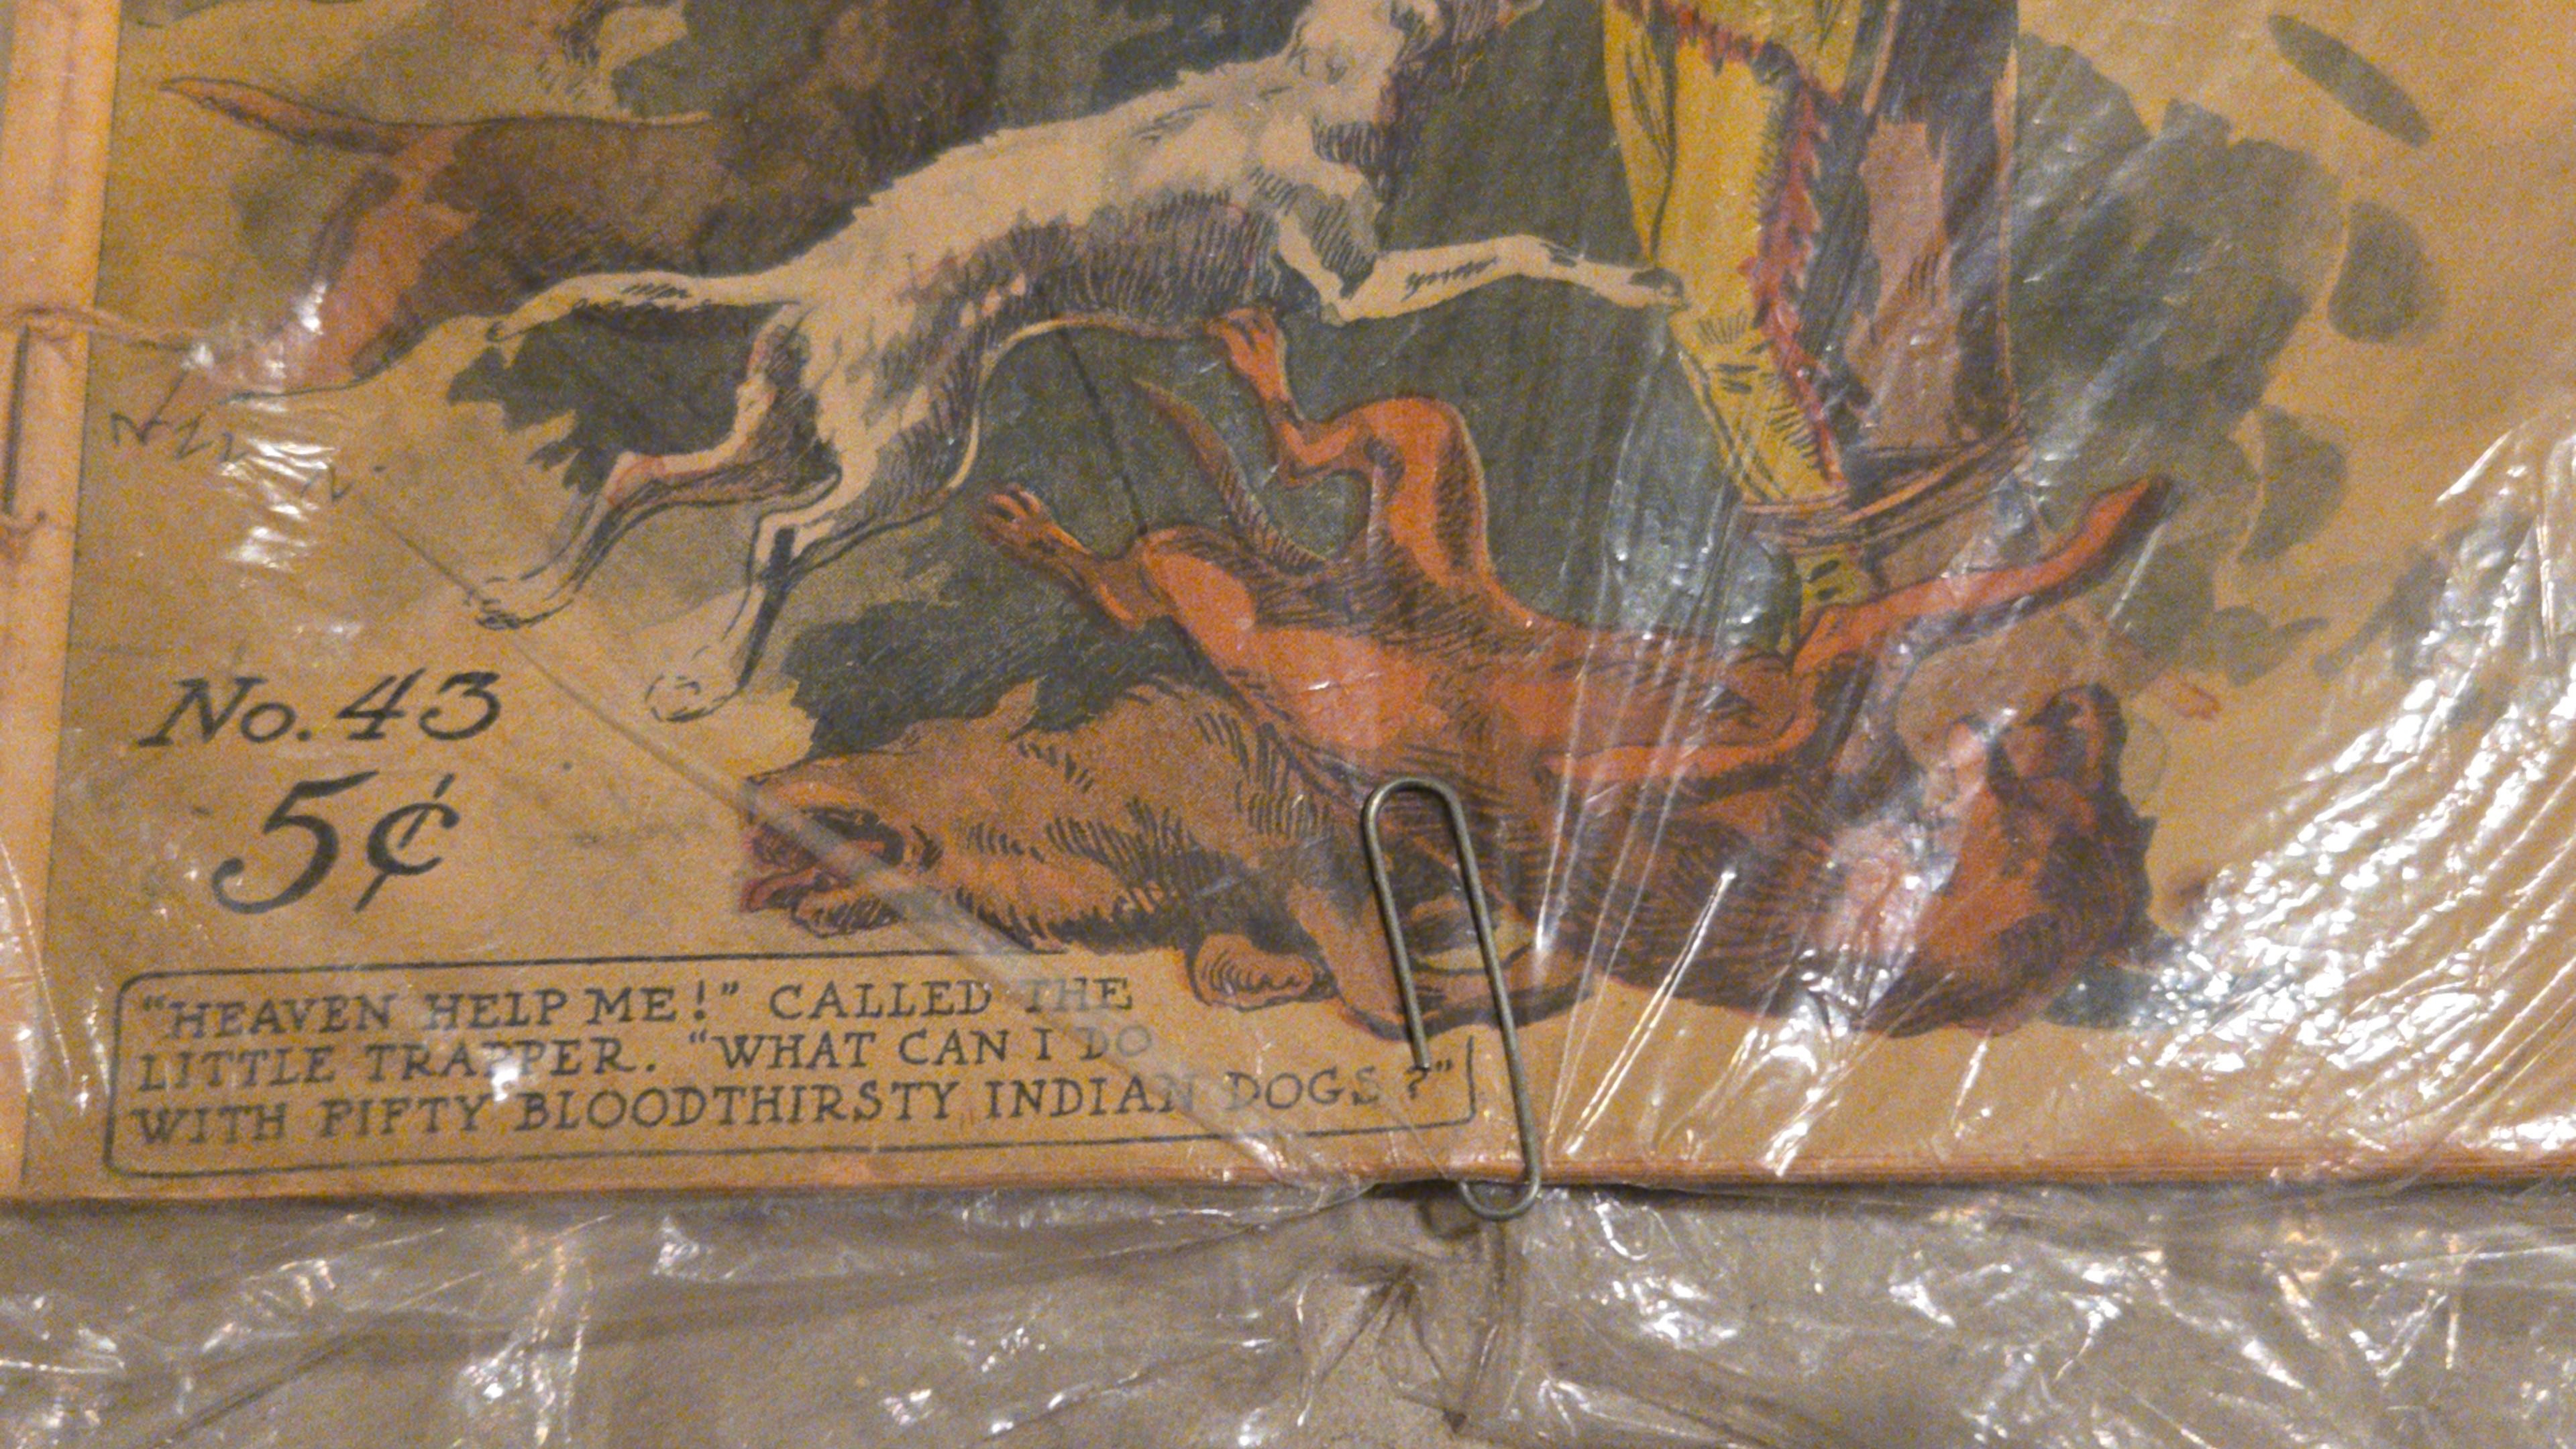 No. 43
5¢
"HEAVEN HELP ME!" CALLED THE
LITTLE TRAPPER. "WHAT CAN I DO
WITH FIFTY BLOODTHIRSTY INDIAN DOGS?"